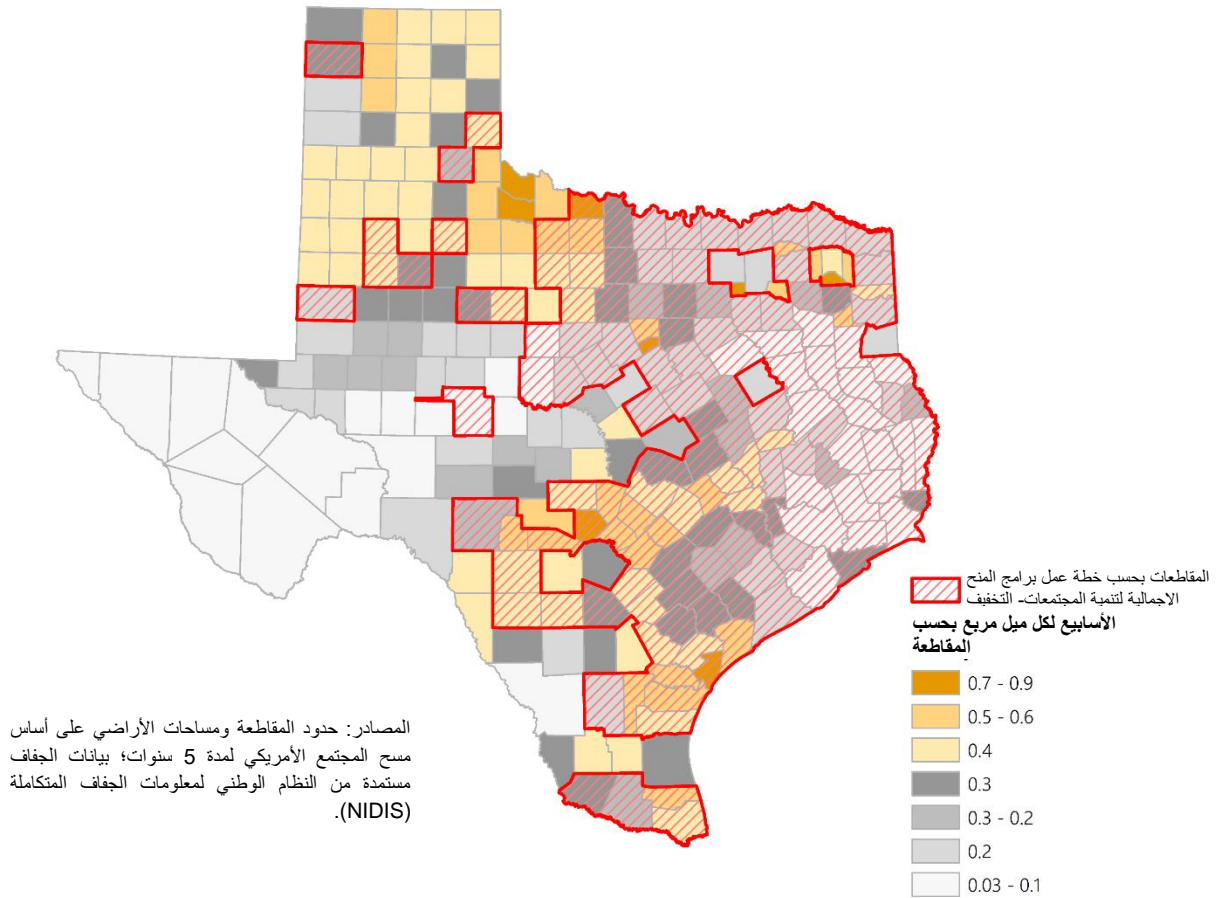 المقاطعات بحسب خطة عمل برامج المنح
الاجمالية لتنمية المجتمعات- التخفيف
الأسابيع لكل ميل مربع بحسب
المقاطعة
0.7 - 0.9
0.5 - 0.6
0.4
0.3
0.3 - 0.2
0.2
0.03 - 0.1
المصادر: حدود المقاطعة ومساحات الأراضي على أساس
مسح المجتمع الأمريكي لمدة 5 سنوات؛ بيانات الجفاف
مستمدة من النظام الوطني لمعلومات الجفاف المتكاملة
(NIDIS).